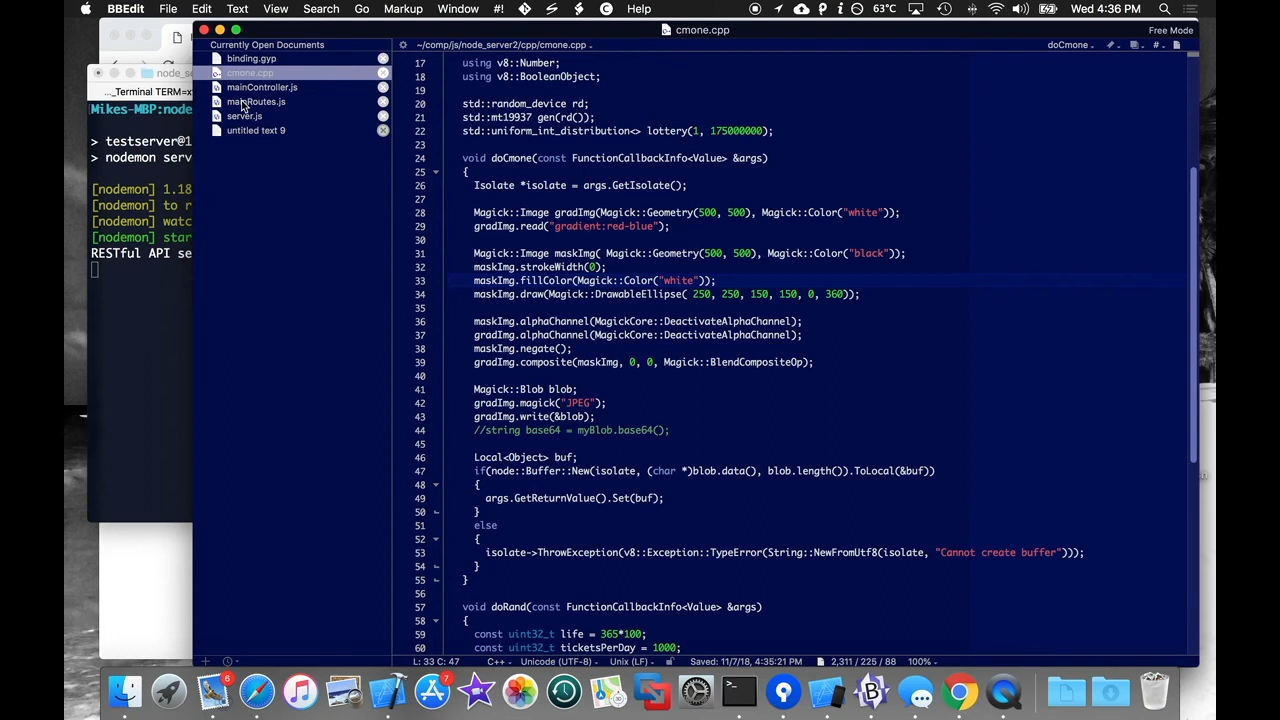 BBEdit File Edit Text View Search Go Markup Window #! Help 63°C Wed 4:36 PM
cmone.cpp
Free Mode
Currently Open Documents
~/comp/js/node_server2/cpp/cmone.cpp
doCmone
binding.gyp
cmone.cpp
mainController.js
mainRoutes.js
server.js
untitled text 9
node_s
..._Terminal TERM=x
Mikes-MBP:node
> testserver@1
> nodemon serv
[nodemon] 1.18
[nodemon] to r
[nodemon] watc
[nodemon] star
RESTful API se
17 using v8::Number;
18 using v8::BooleanObject;
19
20 std::random_device rd;
21 std::mt19937 gen(rd());
22 std::uniform_int_distribution<> lottery(1, 175000000);
23
24 void doCmone(const FunctionCallbackInfo<Value> &args)
25 {
26 Isolate *isolate = args.GetIsolate();
27
28 Magick::Image gradImg(Magick::Geometry(500, 500), Magick::Color("white"));
29 gradImg.read("gradient:red-blue");
30
31 Magick::Image maskImg( Magick::Geometry(500, 500), Magick::Color("black"));
32 maskImg.strokeWidth(0);
33 maskImg.fillColor(Magick::Color("white"));
34 maskImg.draw(Magick::DrawableEllipse( 250, 250, 150, 150, 0, 360));
35
36 maskImg.alphaChannel(MagickCore::DeactivateAlphaChannel);
37 gradImg.alphaChannel(MagickCore::DeactivateAlphaChannel);
38 maskImg.negate();
39 gradImg.composite(maskImg, 0, 0, Magick::BlendCompositeOp);
40
41 Magick::Blob blob;
42 gradImg.magick("JPEG");
43 gradImg.write(&blob);
44 //string base64 = myBlob.base64();
45
46 Local<Object> buf;
47 if(node::Buffer::New(isolate, (char *)blob.data(), blob.length()).ToLocal(&buf))
48 {
49 args.GetReturnValue().Set(buf);
50 }
51 else
52 {
53 isolate->ThrowException(v8::Exception::TypeError(String::NewFromUtf8(isolate, "Cannot create buffer")));
54 }
55 }
56
57 void doRand(const FunctionCallbackInfo<Value> &args)
58 {
59 const uint32_t life = 365*100;
60 const uint32_t ticketsPerDay = 1000;
L: 33 C: 47 C++ Unicode (UTF-8) Unix (LF) Saved: 11/7/18, 4:35:21 PM 2,311 / 225 / 88 100%
6
7